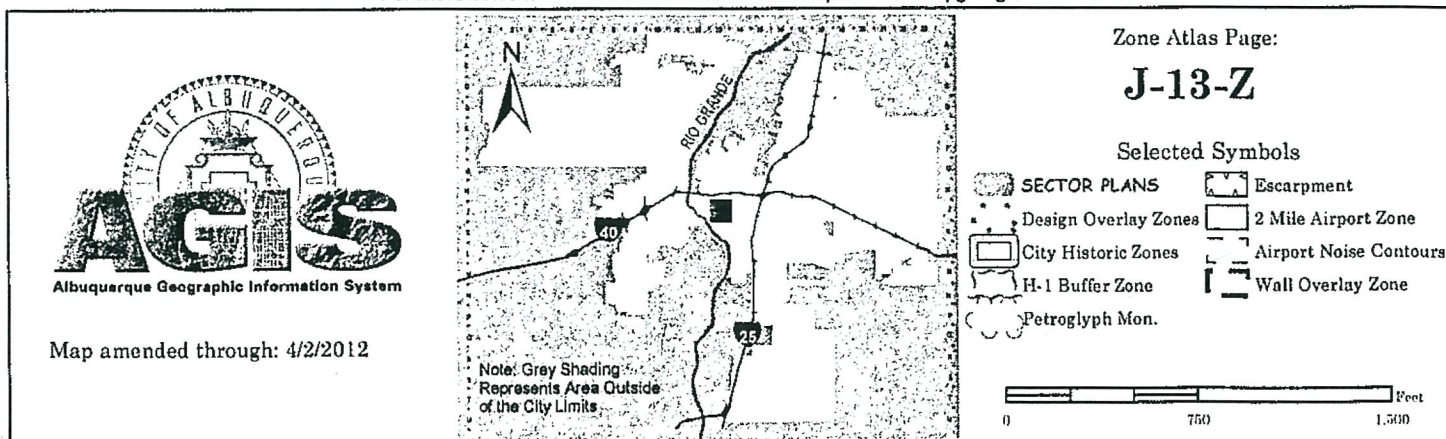 CITY OF ALBUQUERQUE
AGIS
Albuquerque Geographic Information System
Map amended through: 4/2/2012
N
RIO GRANDE
40
25
Note: Grey Shading
Represents Area Outside
of the City Limits
Zone Atlas Page:
J-13-Z
Selected Symbols
SECTOR PLANS
Design Overlay Zones
City Historic Zones
H-1 Buffer Zone
Petroglyph Mon.
Escarpment
2 Mile Airport Zone
Airport Noise Contours
Wall Overlay Zone
Feet
0 750 1,500